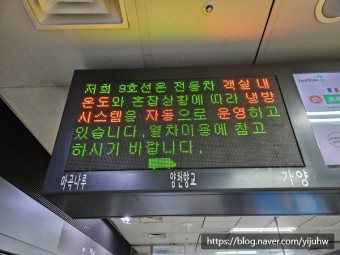 저희 9호선은 전동차 객실 내
온도와 혼잡상황에 따라 냉방
시스템을 자동으로 운영하고
있습니다. 열차이용에 참고
하시기 바랍니다.
마곡나루 양천향교 가양
https://blog.naver.com/yijuhw